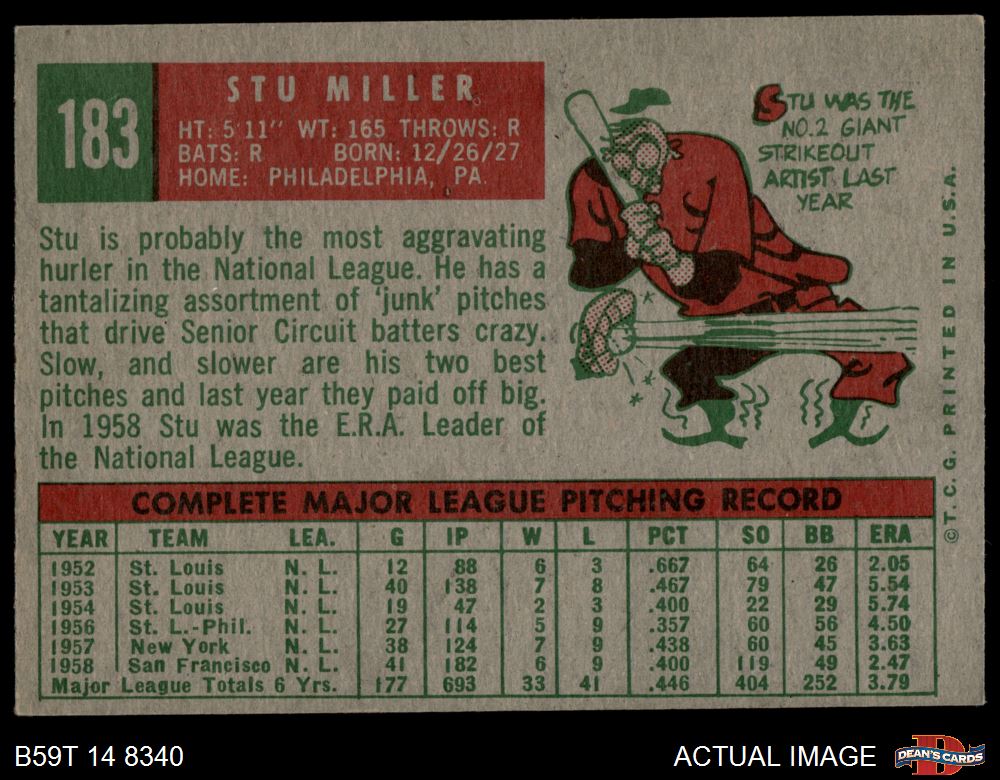 183
STU MILLER
HT: 5'11" WT: 165 THROWS: R
BATS: R BORN: 12/26/27
HOME: PHILADELPHIA, PA.
STU WAS THE
NO.2 GIANT
STRIKEOUT
ARTIST LAST
YEAR
Stu is probably the most aggravating
hurler in the National League. He has a
tantalizing assortment of 'junk' pitches
that drive Senior Circuit batters crazy.
Slow, and slower are his two best
pitches and last year they paid off big.
In 1958 Stu was the E.R.A. Leader of
the National League.
COMPLETE MAJOR LEAGUE PITCHING RECORD
YEAR TEAM LEA. G IP W L PCT SO BB ERA
1952 St. Louis N. L. 12 88 6 3 .667 64 26 2.05
1953 St. Louis N. L. 40 138 7 8 .467 79 47 5.54
1954 St. Louis N. L. 19 47 2 3 .400 22 29 5.74
1956 St. L.-Phil. N. L. 27 114 5 9 .357 60 56 4.50
1957 New York N. L. 38 124 7 9 .438 60 45 3.63
1958 San Francisco N. L. 41 182 6 9 .400 119 49 2.47
Major League Totals 6 Yrs. 177 693 33 41 .446 404 252 3.79
©T. C. G. PRINTED IN U.S.A.
B59T 14 8340
ACTUAL IMAGE
D
DEAN'S CARDS